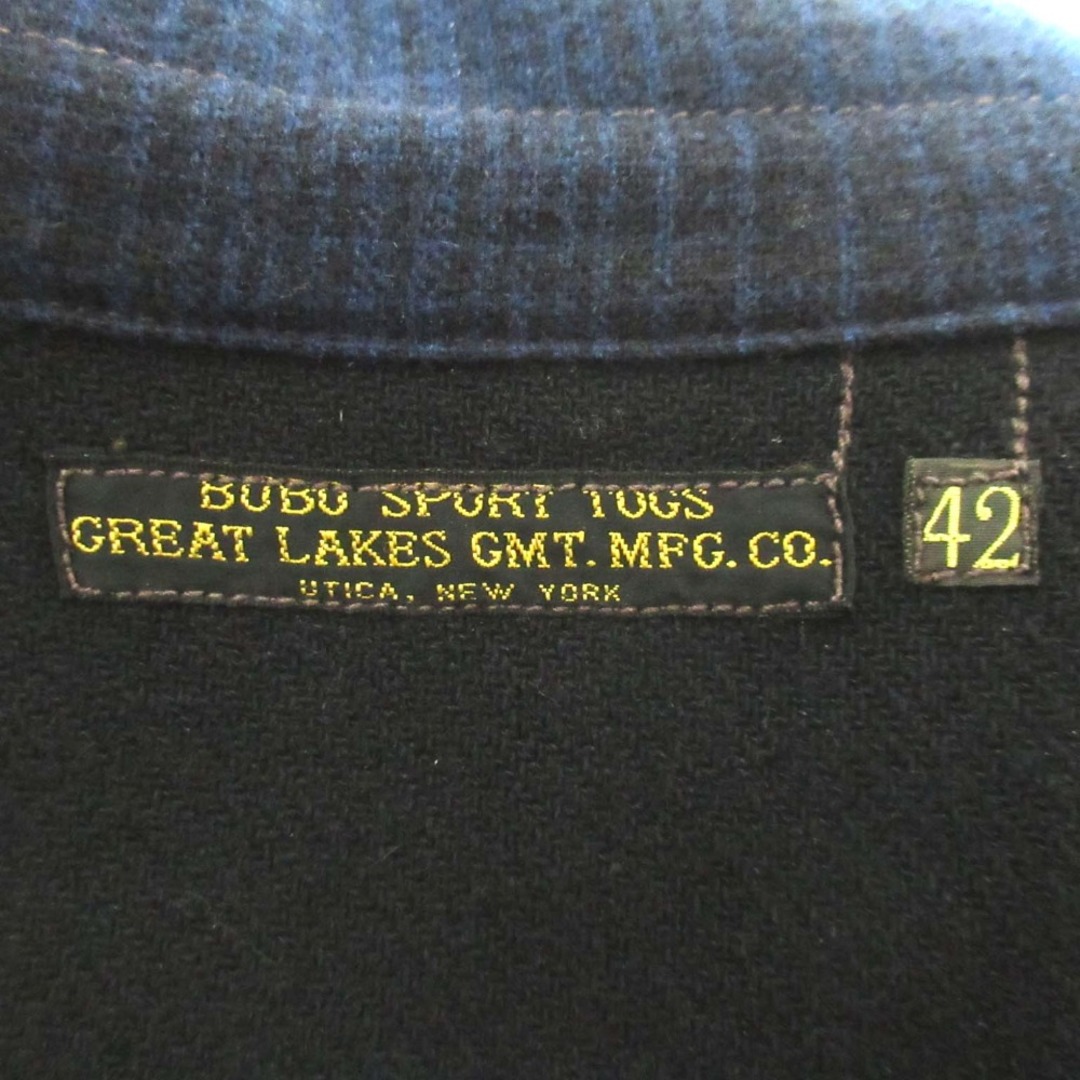 BOBO SPORT TOGS
GREAT LAKES GMT. MFG. CO.
UTICA, NEW YORK
42